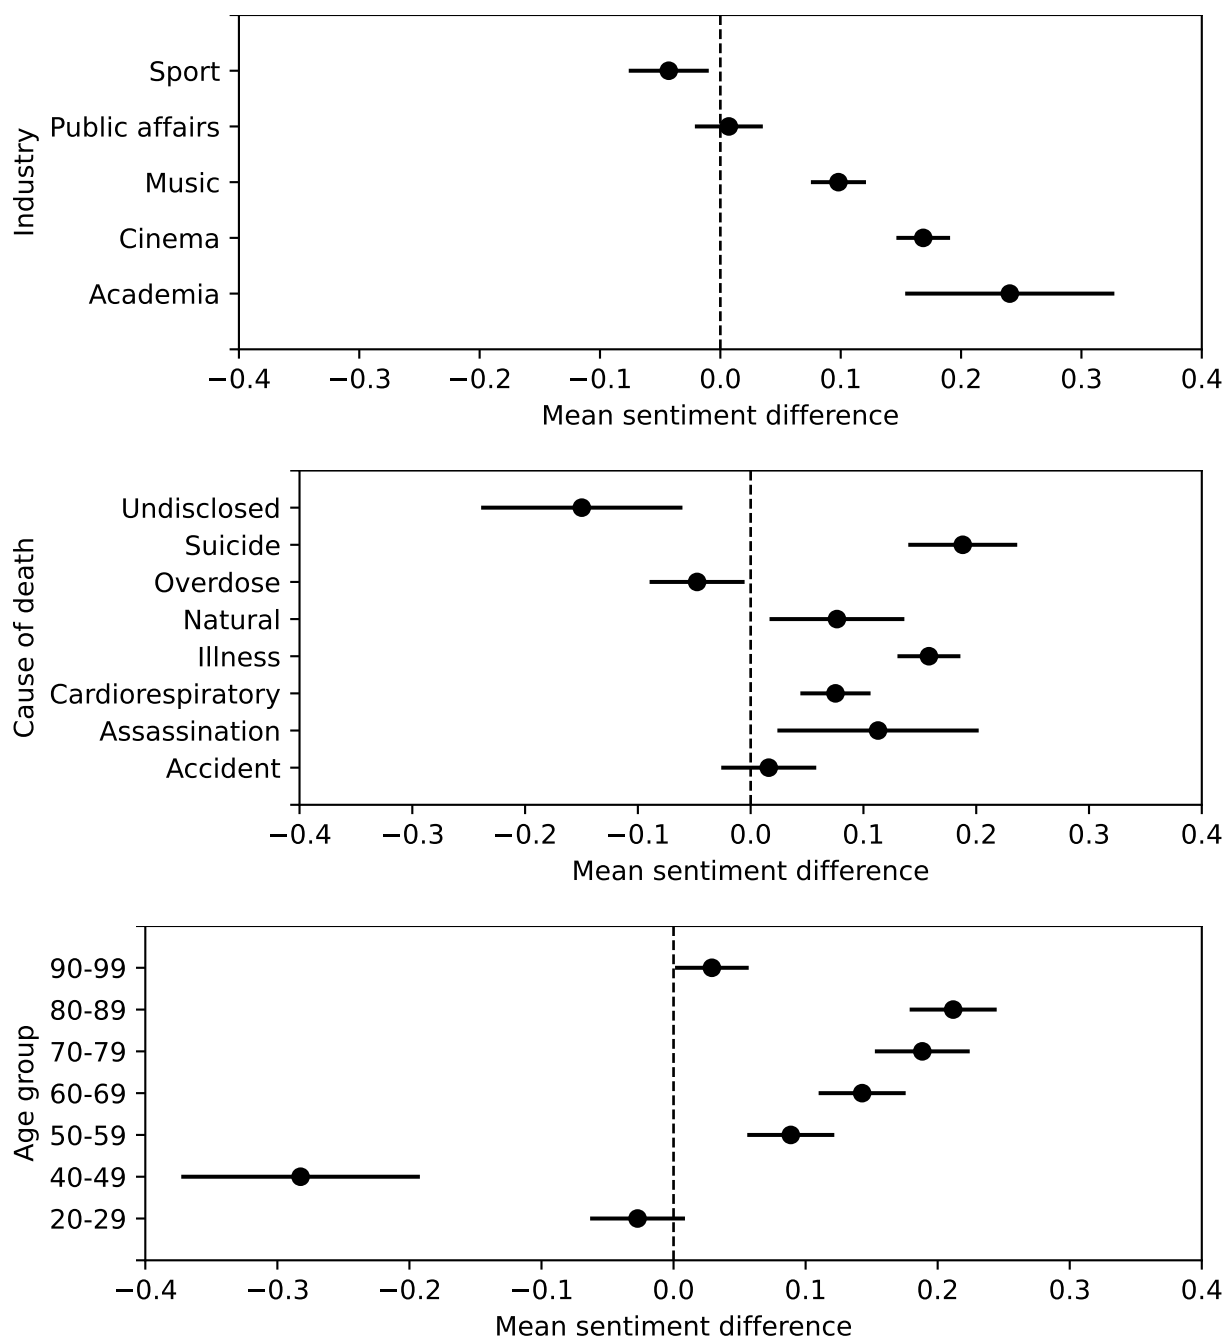 Industry
Sport
Public affairs
Music
Cinema
Academia
−0.4 −0.3 −0.2 −0.1 0.0 0.1 0.2 0.3 0.4
Mean sentiment difference
Cause of death
Undisclosed
Suicide
Overdose
Natural
Illness
Cardiorespiratory
Assassination
Accident
−0.4 −0.3 −0.2 −0.1 0.0 0.1 0.2 0.3 0.4
Mean sentiment difference
Age group
90-99
80-89
70-79
60-69
50-59
40-49
20-29
−0.4 −0.3 −0.2 −0.1 0.0 0.1 0.2 0.3 0.4
Mean sentiment difference